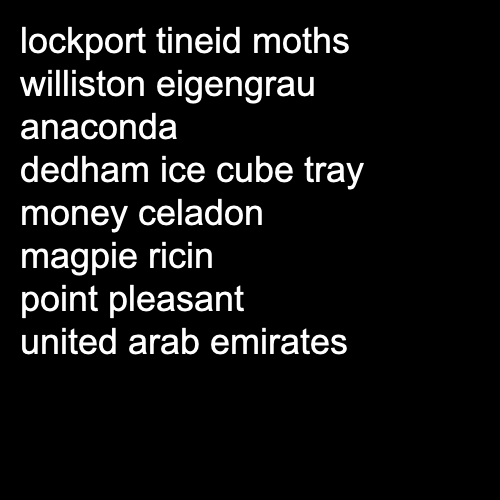 lockport tineid moths
williston eigengrau
anaconda
dedham ice cube tray
money celadon
magpie ricin
point pleasant
united arab emirates